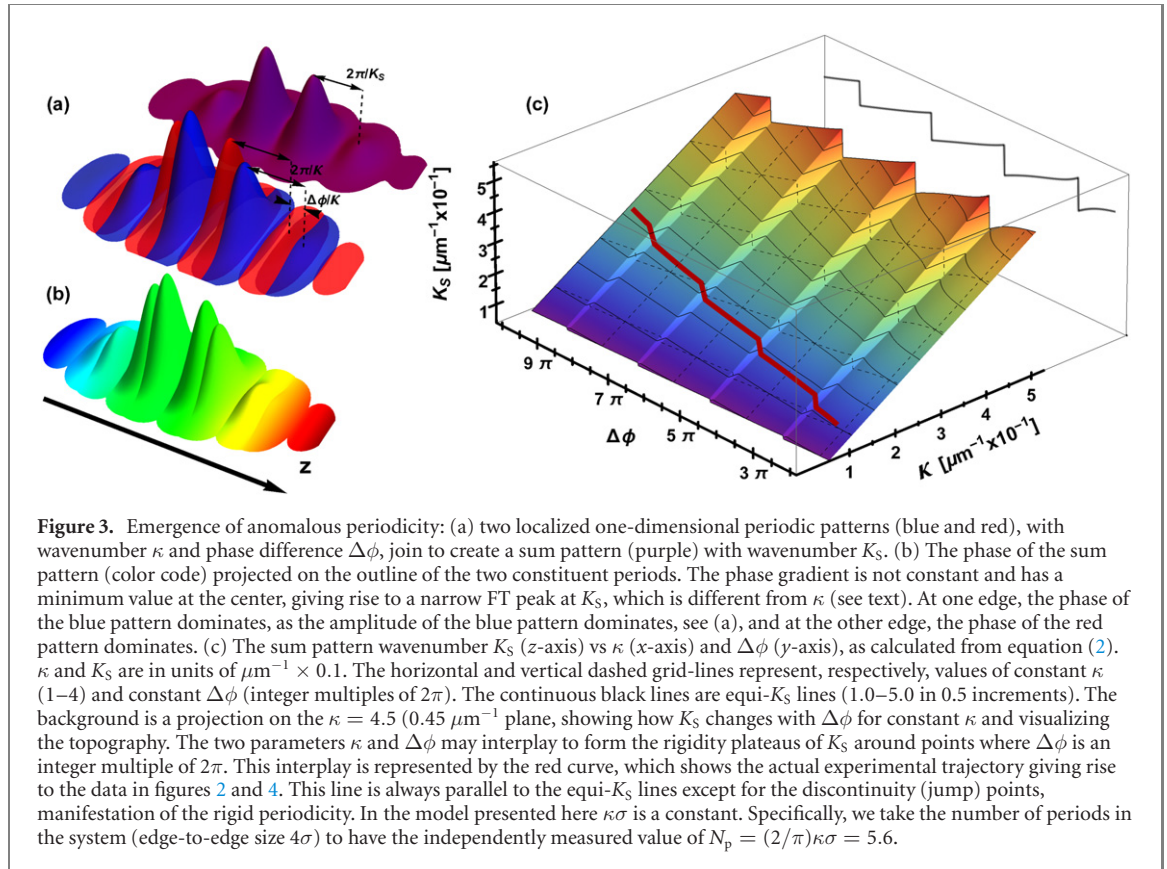 (a)
2π/K_S
2π/K
Δϕ/K
(b)
z
(c)
K_S [μm⁻¹x10⁻¹]
5
4
3
2
1
9 π
7 π
5 π
3 π
Δϕ
1
2
3
4
5
K [μm⁻¹x10⁻¹]
Figure 3. Emergence of anomalous periodicity: (a) two localized one-dimensional periodic patterns (blue and red), with
wavenumber κ and phase difference Δϕ, join to create a sum pattern (purple) with wavenumber K_S. (b) The phase of the sum
pattern (color code) projected on the outline of the two constituent periods. The phase gradient is not constant and has a
minimum value at the center, giving rise to a narrow FT peak at K_S, which is different from κ (see text). At one edge, the phase of
the blue pattern dominates, as the amplitude of the blue pattern dominates, see (a), and at the other edge, the phase of the red
pattern dominates. (c) The sum pattern wavenumber K_S (z-axis) vs κ (x-axis) and Δϕ (y-axis), as calculated from equation (2).
κ and K_S are in units of μm⁻¹ × 0.1. The horizontal and vertical dashed grid-lines represent, respectively, values of constant κ
(1–4) and constant Δϕ (integer multiples of 2π). The continuous black lines are equi-K_S lines (1.0–5.0 in 0.5 increments). The
background is a projection on the κ = 4.5 (0.45 μm⁻¹ plane, showing how K_S changes with Δϕ for constant κ and visualizing
the topography. The two parameters κ and Δϕ may interplay to form the rigidity plateaus of K_S around points where Δϕ is an
integer multiple of 2π. This interplay is represented by the red curve, which shows the actual experimental trajectory giving rise
to the data in figures 2 and 4. This line is always parallel to the equi-K_S lines except for the discontinuity (jump) points,
manifestation of the rigid periodicity. In the model presented here κσ is a constant. Specifically, we take the number of periods in
the system (edge-to-edge size 4σ) to have the independently measured value of N_p = (2/π)κσ = 5.6.